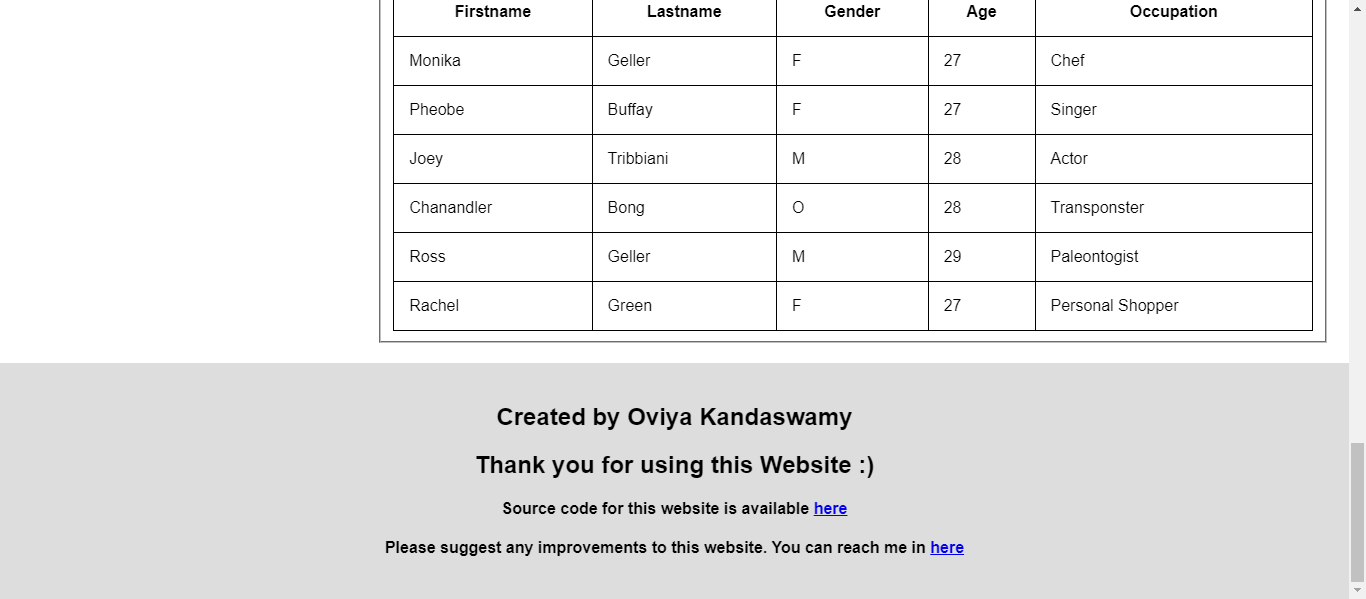 Firstname Lastname Gender Age Occupation
Monika Geller F 27 Chef
Pheobe Buffay F 27 Singer
Joey Tribbiani M 28 Actor
Chanandler Bong O 28 Transponster
Ross Geller M 29 Paleontogist
Rachel Green F 27 Personal Shopper
Created by Oviya Kandaswamy
Thank you for using this Website :)
Source code for this website is available here
Please suggest any improvements to this website. You can reach me in here